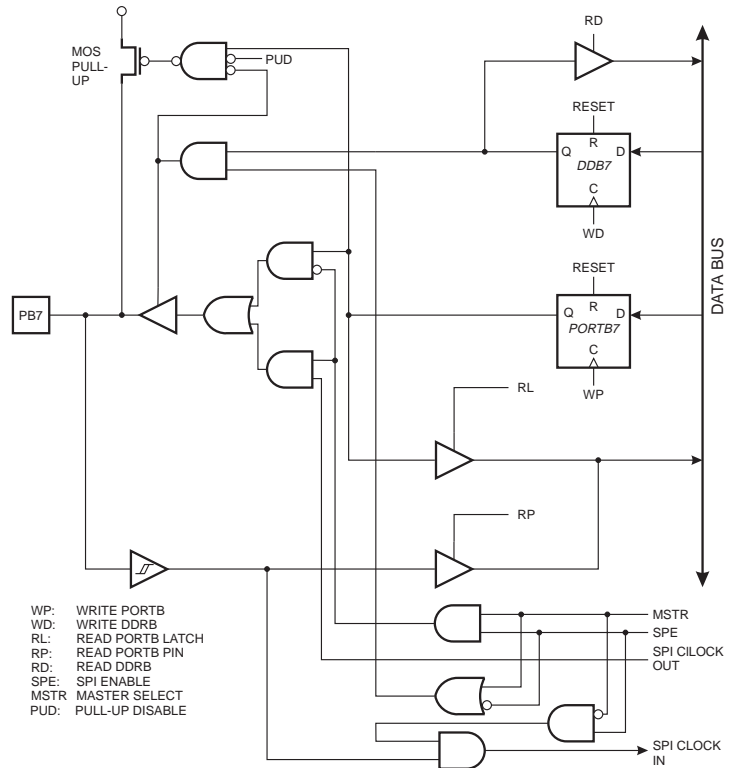 RD
MOS
PULL-
UP
PUD
RESET
R
Q
D
DDB7
C
WD
DATA BUS
RESET
R
Q
D
PORTB7
C
WP
PB7
RL
RP
WP: WRITE PORTB
WD: WRITE DDRB
RL: READ PORTB LATCH
RP: READ PORTB PIN
RD: READ DDRB
SPE: SPI ENABLE
MSTR MASTER SELECT
PUD: PULL-UP DISABLE
MSTR
SPE
SPI CILOCK
OUT
SPI CLOCK
IN